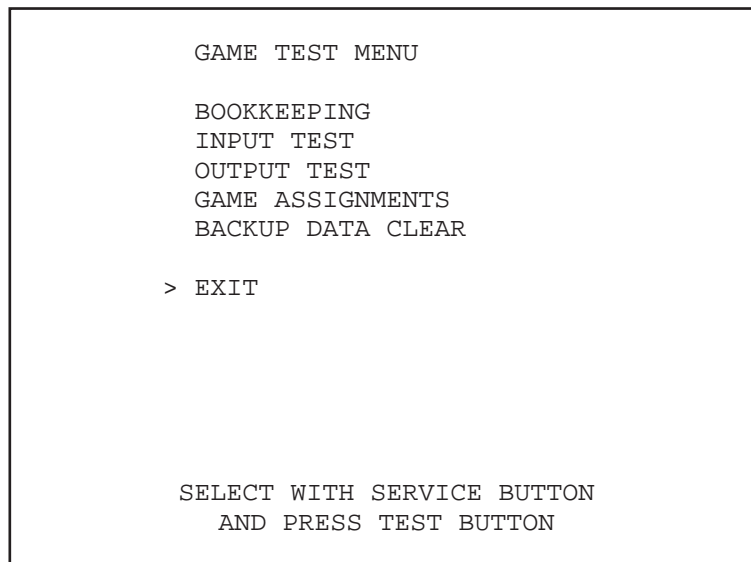 GAME TEST MENU
BOOKKEEPING
INPUT TEST
OUTPUT TEST
GAME ASSIGNMENTS
BACKUP DATA CLEAR
> EXIT
SELECT WITH SERVICE BUTTON
AND PRESS TEST BUTTON